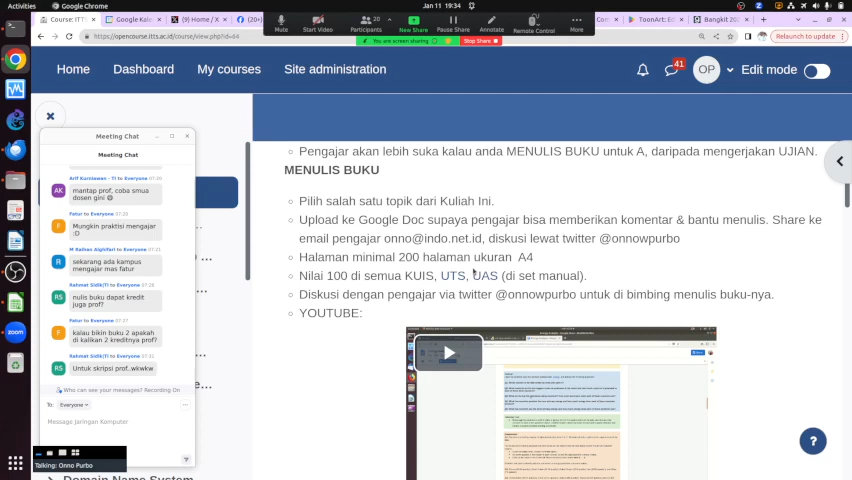 Activities
Google Chrome
Jan 11 19:34
Course: ITTS
Google Kale
Home / X
(20+)
ToonArt: Ed
Bangkit 202
https://opencourse.itts.ac.id/course/view.php?id=44
Relaunch to update
Mute
Start Video
Participants
20
New Share
Pause Share
Annotate
Remote Control
More
You are screen sharing
Stop Share
Home
Dashboard
My courses
Site administration
41
OP
Edit mode
Meeting Chat
Meeting Chat
Arif Kurniawan - TI to Everyone 07:20
AK
mantap prof, coba smua
dosen gini 😄
Fatur to Everyone 07:20
F
Mungkin praktisi mengajar
:D
M Raihan Alghifari to Everyone 07:21
R
sekarang ada kampus
mengajar mas fatur
Rahmat Sidik|TI to Everyone 07:26
RS
nulis buku dapat kredit
juga prof?
Fatur to Everyone 07:27
F
kalau bikin buku 2 apakah
di kalikan 2 kreditnya prof?
Rahmat Sidik|TI to Everyone 07:31
RS
Untuk skripsi prof..wkwkw
Who can see your messages? Recording On
To:
Everyone
Message Jaringan Komputer
Talking: Onno Purbo
Domain Name System
Pengajar akan lebih suka kalau anda MENULIS BUKU untuk A, daripada mengerjakan UJIAN.
MENULIS BUKU
Pilih salah satu topik dari Kuliah Ini.
Upload ke Google Doc supaya pengajar bisa memberikan komentar & bantu menulis. Share ke
email pengajar onno@indo.net.id, diskusi lewat twitter @onnowpurbo
Halaman minimal 200 halaman ukuran A4
Nilai 100 di semua KUIS, UTS, UAS (di set manual).
Diskusi dengan pengajar via twitter @onnowpurbo untuk di bimbing menulis buku-nya.
YOUTUBE:
?